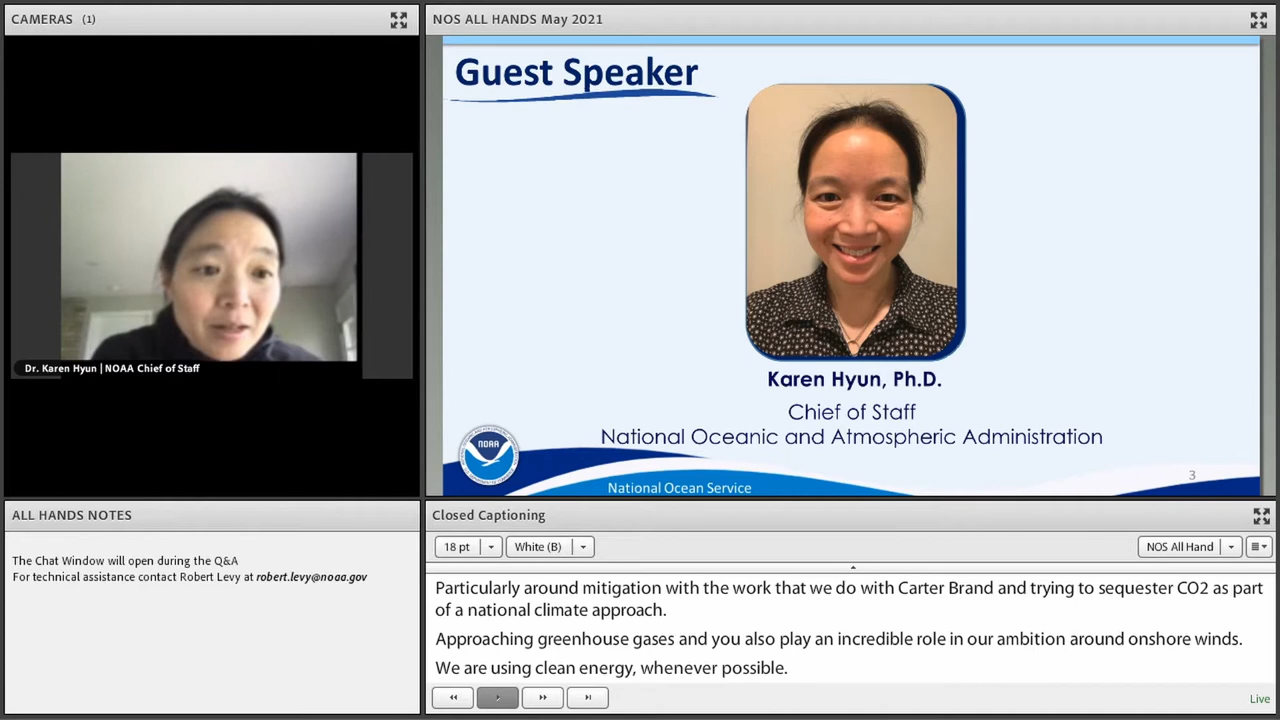 CAMERAS (1)
Dr. Karen Hyun | NOAA Chief of Staff
NOS ALL HANDS May 2021
Guest Speaker
Karen Hyun, Ph.D.
Chief of Staff
National Oceanic and Atmospheric Administration
NOAA
National Ocean Service
3
ALL HANDS NOTES
The Chat Window will open during the Q&A
For technical assistance contact Robert Levy at robert.levy@noaa.gov
Closed Captioning
18 pt
White (B)
NOS All Hand
Particularly around mitigation with the work that we do with Carter Brand and trying to sequester CO2 as part
of a national climate approach.
Approaching greenhouse gases and you also play an incredible role in our ambition around onshore winds.
We are using clean energy, whenever possible.
Live